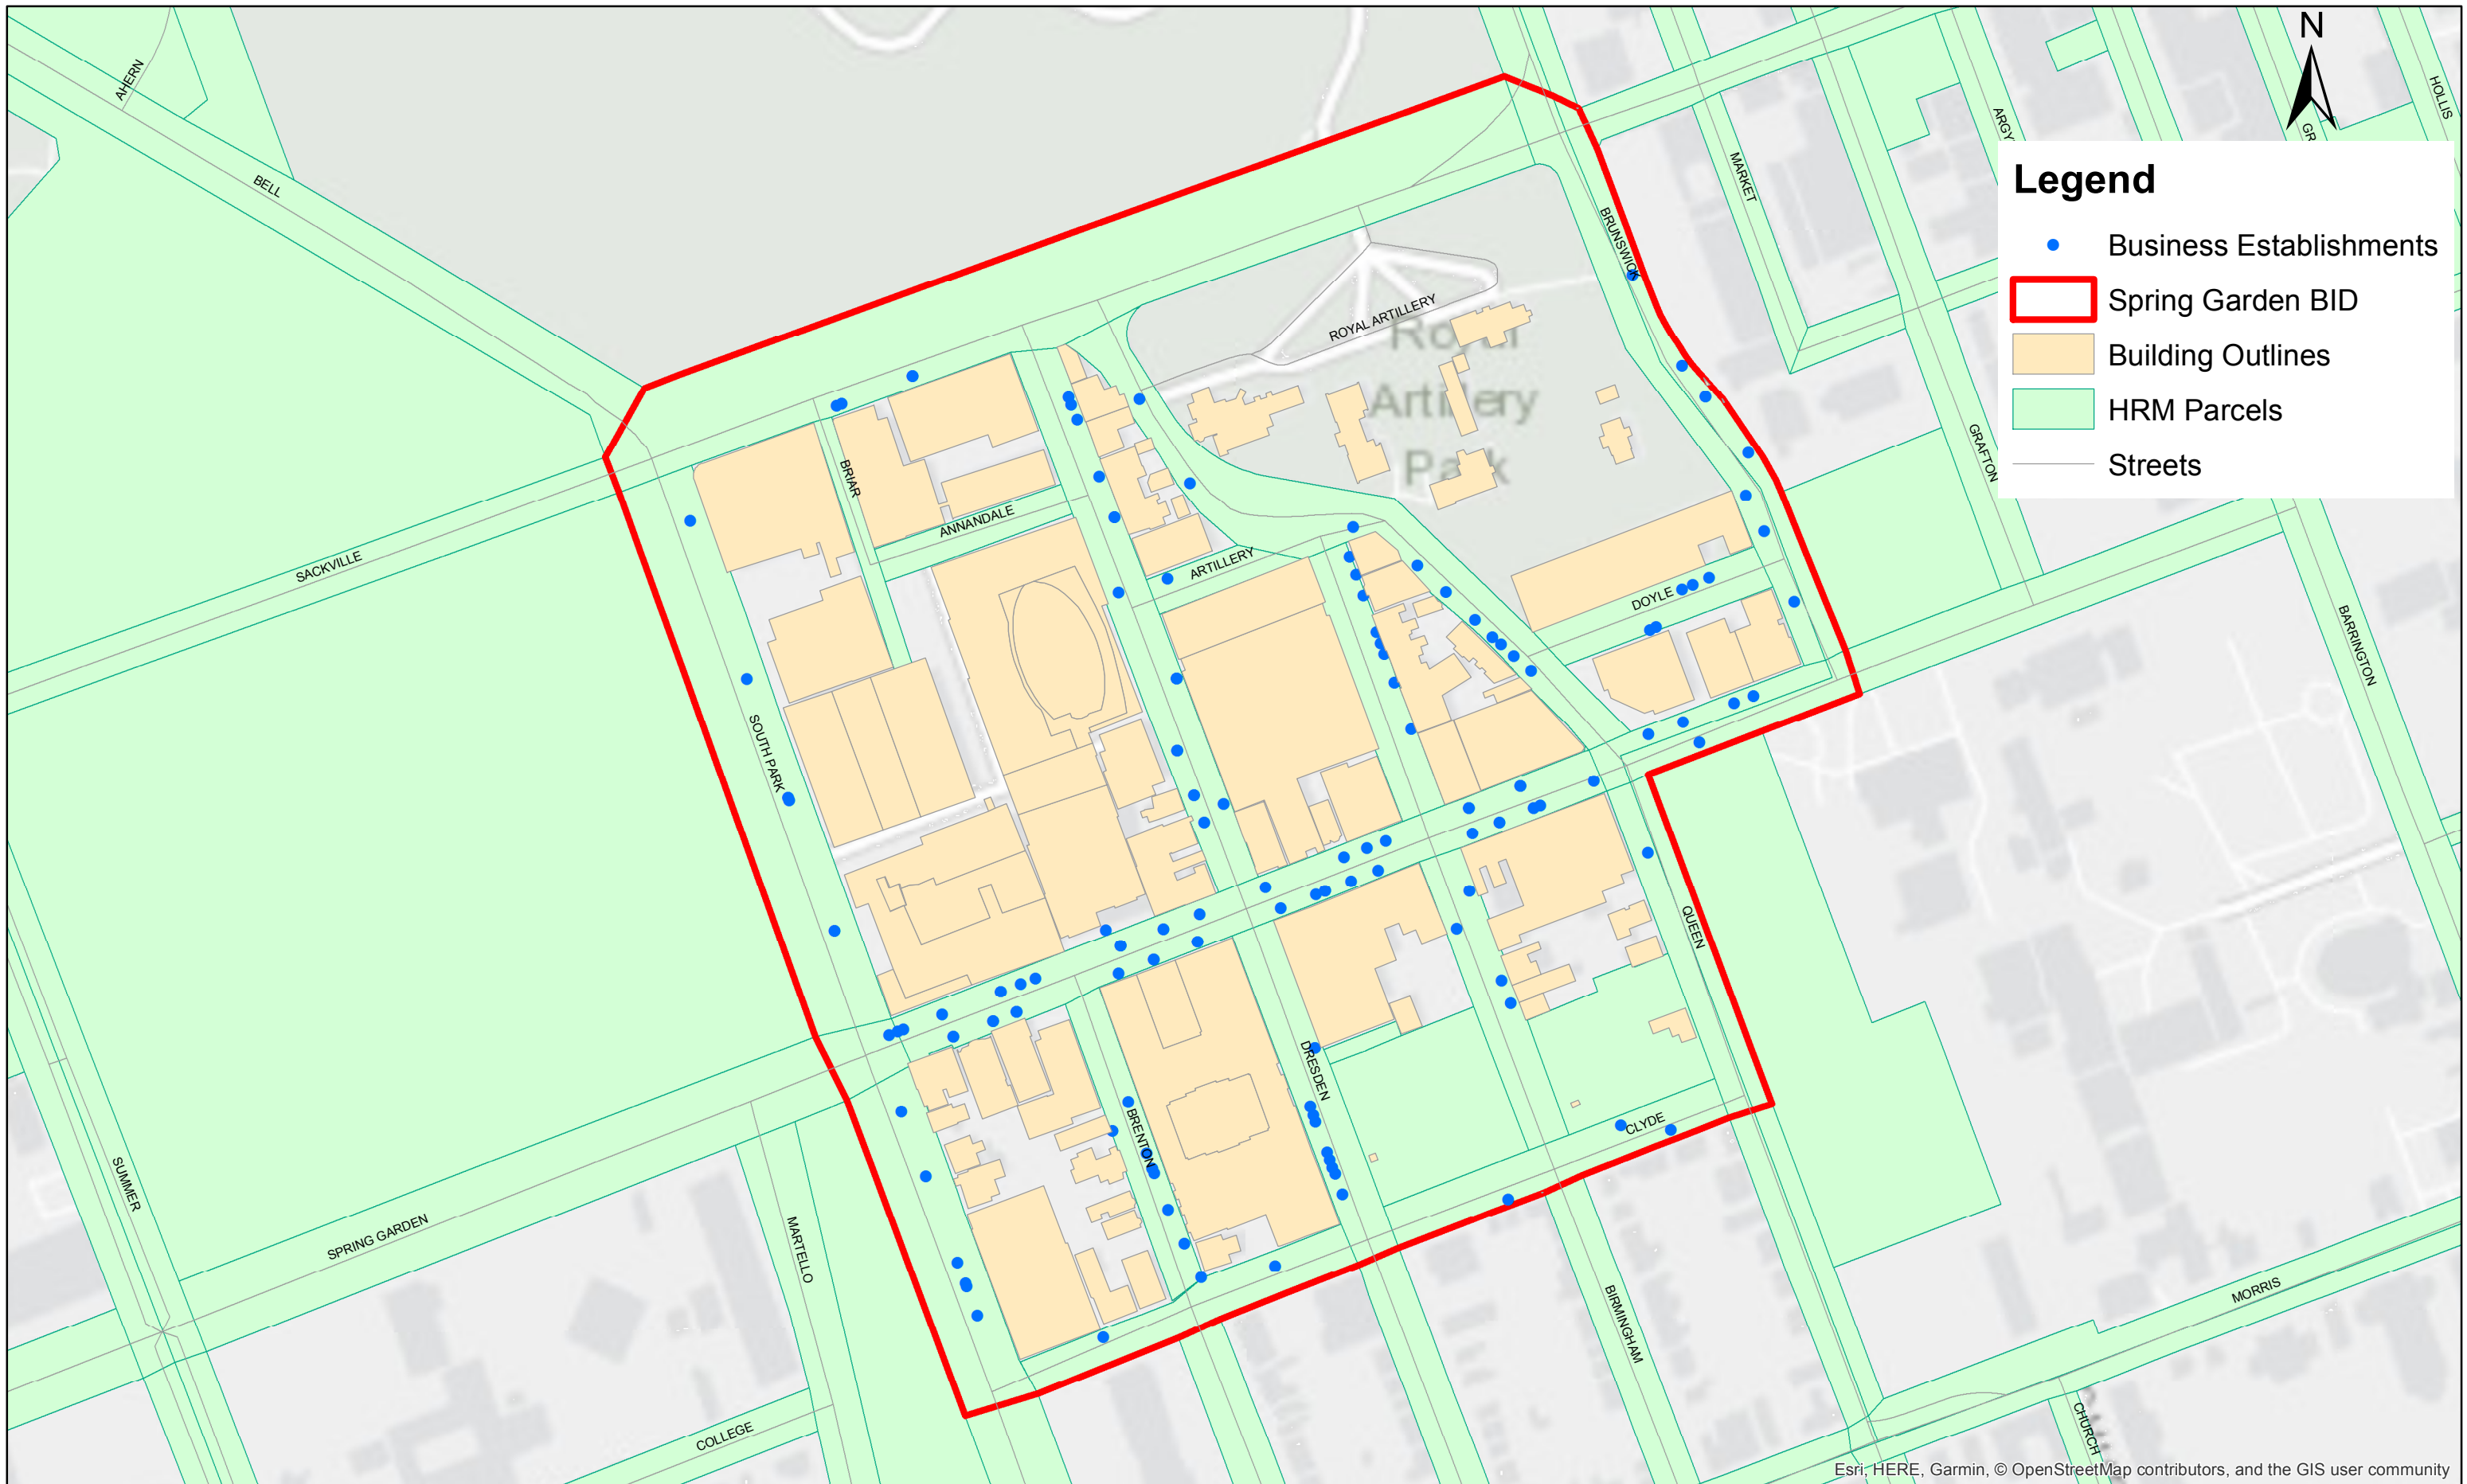 N
Legend
Business Establishments
Spring Garden BID
Building Outlines
HRM Parcels
Streets
AHERN
BELL
HOLLIS
ARGY
GR
MARKET
BRUNSWICK
ROYAL ARTILLERY
Royal
Artillery
Park
BRIAR
ANNANDALE
ARTILLERY
GRAFTON
SACKVILLE
DOYLE
BARRINGTON
SOUTH PARK
QUEEN
DRESDEN
BRENTON
CLYDE
SUMMER
SPRING GARDEN
MARTELLO
BIRMINGHAM
MORRIS
COLLEGE
CHURCH
Esri, HERE, Garmin, © OpenStreetMap contributors, and the GIS user community